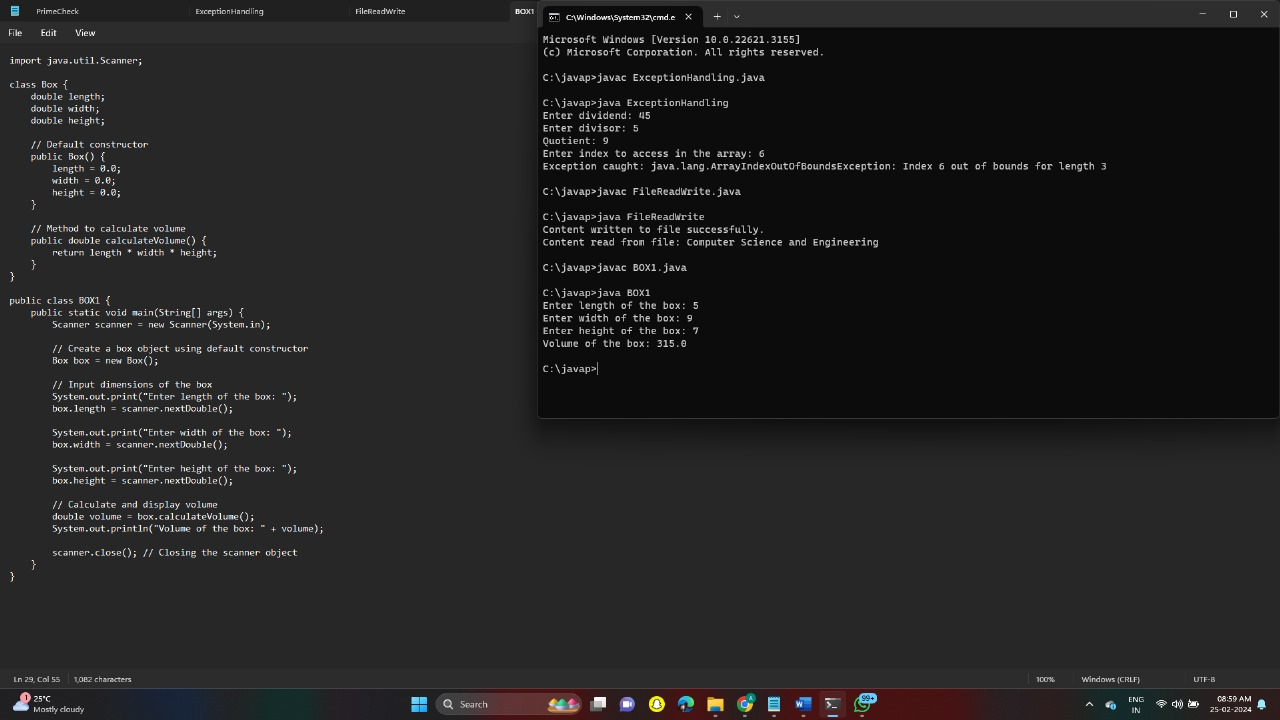 PrimeCheck
ExceptionHandling
FileReadWrite
BOX1
File
Edit
View
import java.util.Scanner;
class Box {
double length;
double width;
double height;
// Default constructor
public Box() {
length = 0.0;
width = 0.0;
height = 0.0;
}
// Method to calculate volume
public double calculateVolume() {
return length * width * height;
}
}
public class BOX1 {
public static void main(String[] args) {
Scanner scanner = new Scanner(System.in);
// Create a box object using default constructor
Box box = new Box();
// Input dimensions of the box
System.out.print("Enter length of the box: ");
box.length = scanner.nextDouble();
System.out.print("Enter width of the box: ");
box.width = scanner.nextDouble();
System.out.print("Enter height of the box: ");
box.height = scanner.nextDouble();
// Calculate and display volume
double volume = box.calculateVolume();
System.out.println("Volume of the box: " + volume);
scanner.close(); // Closing the scanner object
}
}
C:\Windows\System32\cmd.e
Microsoft Windows [Version 10.0.22621.3155]
(c) Microsoft Corporation. All rights reserved.
C:\javap>javac ExceptionHandling.java
C:\javap>java ExceptionHandling
Enter dividend: 45
Enter divisor: 5
Quotient: 9
Enter index to access in the array: 6
Exception caught: java.lang.ArrayIndexOutOfBoundsException: Index 6 out of bounds for length 3
C:\javap>javac FileReadWrite.java
C:\javap>java FileReadWrite
Content written to file successfully.
Content read from file: Computer Science and Engineering
C:\javap>javac BOX1.java
C:\javap>java BOX1
Enter length of the box: 5
Enter width of the box: 9
Enter height of the box: 7
Volume of the box: 315.0
C:\javap>
Ln 29, Col 55
1,082 characters
100%
Windows (CRLF)
UTF-8
1
25°C
Mostly cloudy
Search
99+
ENG
IN
08:59 AM
25-02-2024